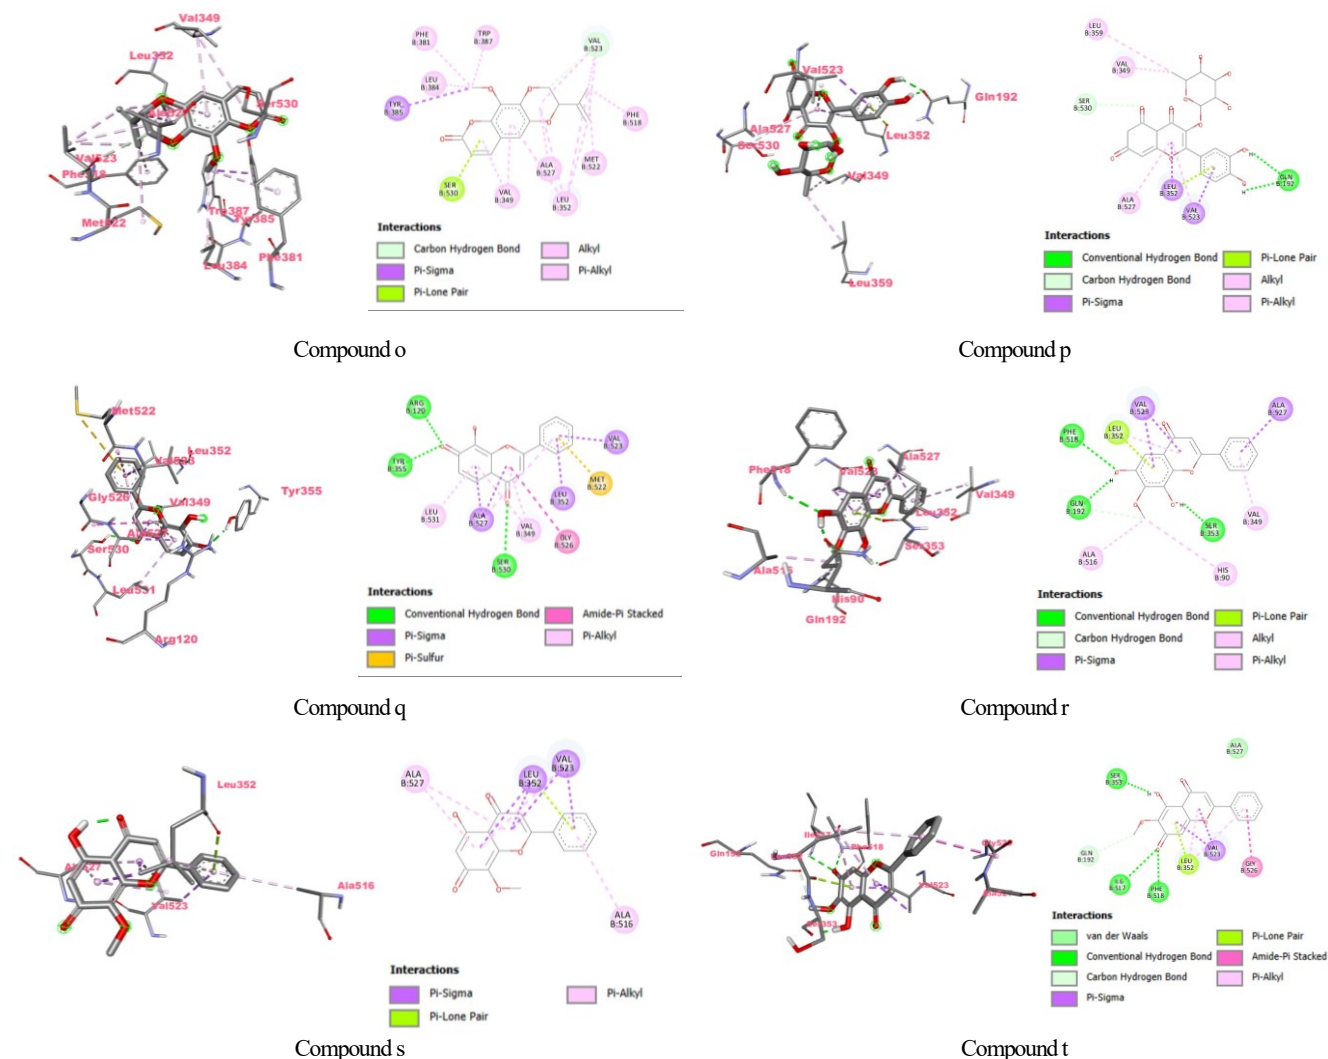 Val349
Leu352
Ser530
Val523
Met522
Trp387
Tyr385
Leu384
Phe381
PHE
B:381
TRP
B:387
VAL
B:523
LEU
B:384
TYR
B:385
PHE
B:518
SER
B:530
VAL
B:349
ALA
B:527
MET
B:522
LEU
B:352
Interactions
Carbon Hydrogen Bond
Pi-Sigma
Pi-Lone Pair
Alkyl
Pi-Alkyl
Compound o
Val523
Gln192
Ala527
Ser530
Leu352
Val349
Leu359
LEU
B:359
VAL
B:349
SER
B:530
GLN
B:192
ALA
B:527
LEU
B:352
VAL
B:523
Interactions
Conventional Hydrogen Bond
Carbon Hydrogen Bond
Pi-Sigma
Pi-Lone Pair
Alkyl
Pi-Alkyl
Compound p
Met522
Leu352
Gly526
Val349
Tyr355
Ser530
Leu531
Arg120
ARG
B:120
TYR
B:355
VAL
B:523
MET
B:522
LEU
B:352
LEU
B:531
ALA
B:527
VAL
B:349
GLY
B:526
SER
B:530
Interactions
Conventional Hydrogen Bond
Pi-Sigma
Pi-Sulfur
Amide-Pi Stacked
Pi-Alkyl
Compound q
Phe518
Val523
Ala527
Val349
Leu352
Ser353
Ala516
His90
Gln192
PHE
B:518
LEU
B:352
VAL
ALA
B:527
GLN
B:192
SER
B:353
VAL
B:349
ALA
B:516
HIS
B:90
Interactions
Conventional Hydrogen Bond
Carbon Hydrogen Bond
Pi-Sigma
Pi-Lone Pair
Alkyl
Pi-Alkyl
Compound r
Leu352
Val523
Ala516
ALA
B:527
LEU
B:352
VAL
B:523
ALA
B:516
Interactions
Pi-Sigma
Pi-Lone Pair
Pi-Alkyl
Compound s
Phe518
Val523
ALA
B:527
SER
B:353
GLN
B:192
ILE
B:517
PHE
B:518
LEU
B:352
VAL
B:523
GLY
B:526
Interactions
van der Waals
Conventional Hydrogen Bond
Carbon Hydrogen Bond
Pi-Sigma
Pi-Lone Pair
Amide-Pi Stacked
Pi-Alkyl
Compound t